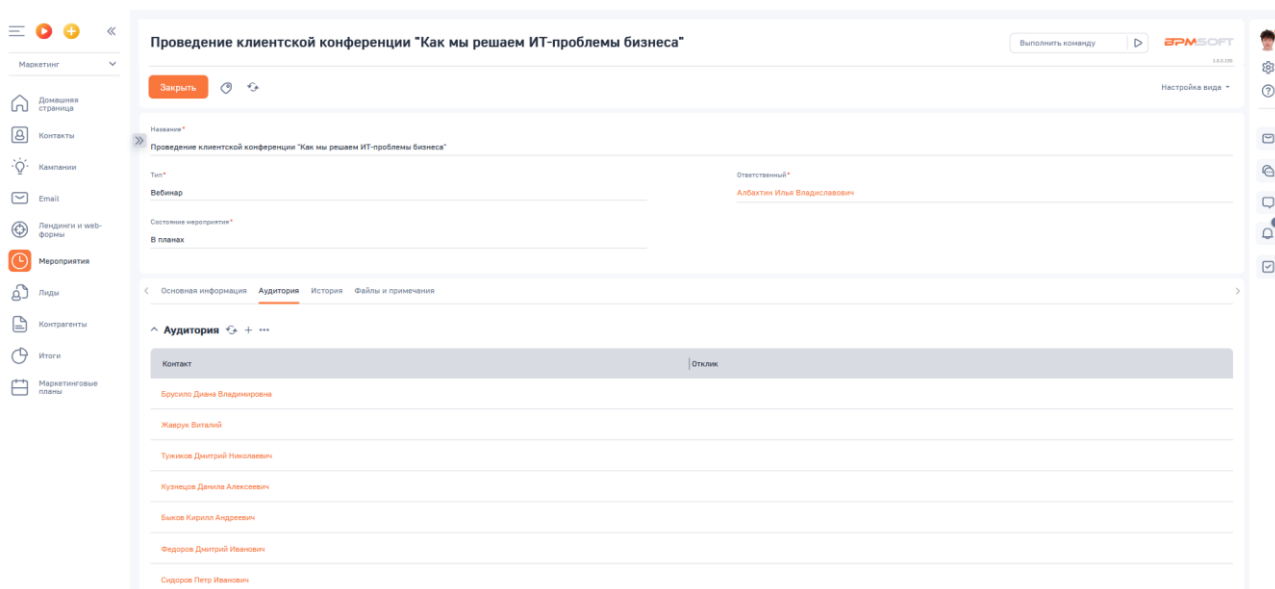 Проведение клиентской конференции "Как мы решаем ИТ-проблемы бизнеса"
Выполнить команду
BPMSOFT
Маркетинг
Закрыть
Настройка вида
Домашняя
страница
Контакты
Кампании
Email
Лендинги и web-
формы
Мероприятия
Лиды
Контрагенты
Итоги
Маркетинговые
планы
Название*
Проведение клиентской конференции "Как мы решаем ИТ-проблемы бизнеса"
Тип*
Вебинар
Ответственный*
Албахтин Илья Владиславович
Состояние мероприятия*
В планах
Основная информация Аудитория История Файлы и примечания
Аудитория
Контакт Отклик
Брусило Диана Владимировна
Жаврук Виталий
Тужиков Дмитрий Николаевич
Кузнецов Данила Алексеевич
Быков Кирилл Андреевич
Федоров Дмитрий Иванович
Сидоров Петр Иванович